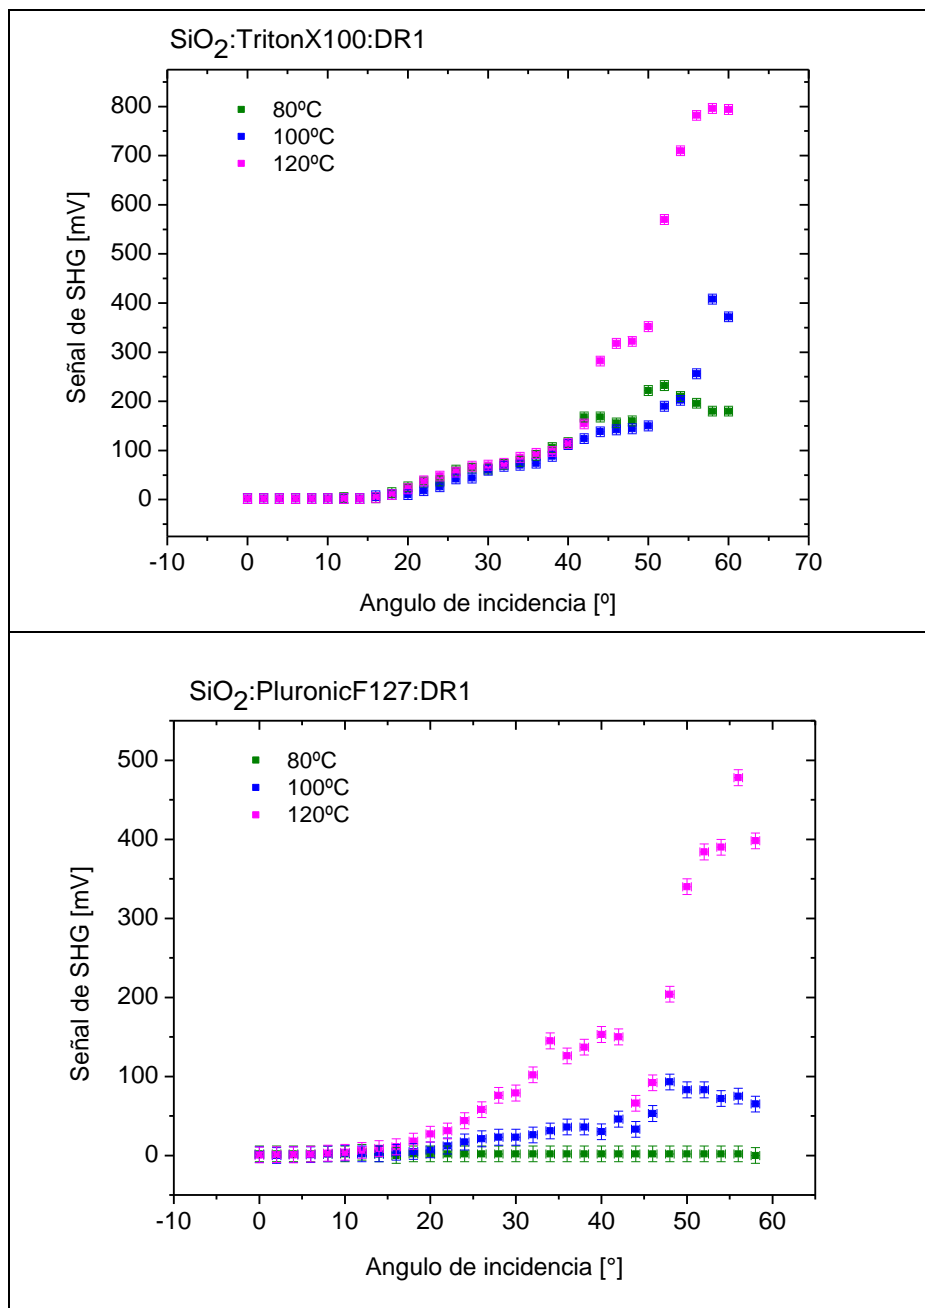 SiO2:TritonX100:DR1
80ºC
100ºC
120ºC
800
700
600
500
400
300
200
100
0
Señal de SHG [mV]
-10 0 10 20 30 40 50 60 70
Angulo de incidencia [º]
SiO2:PluronicF127:DR1
80ºC
100ºC
120ºC
500
400
300
200
100
0
Señal de SHG [mV]
-10 0 10 20 30 40 50 60
Angulo de incidencia [°]